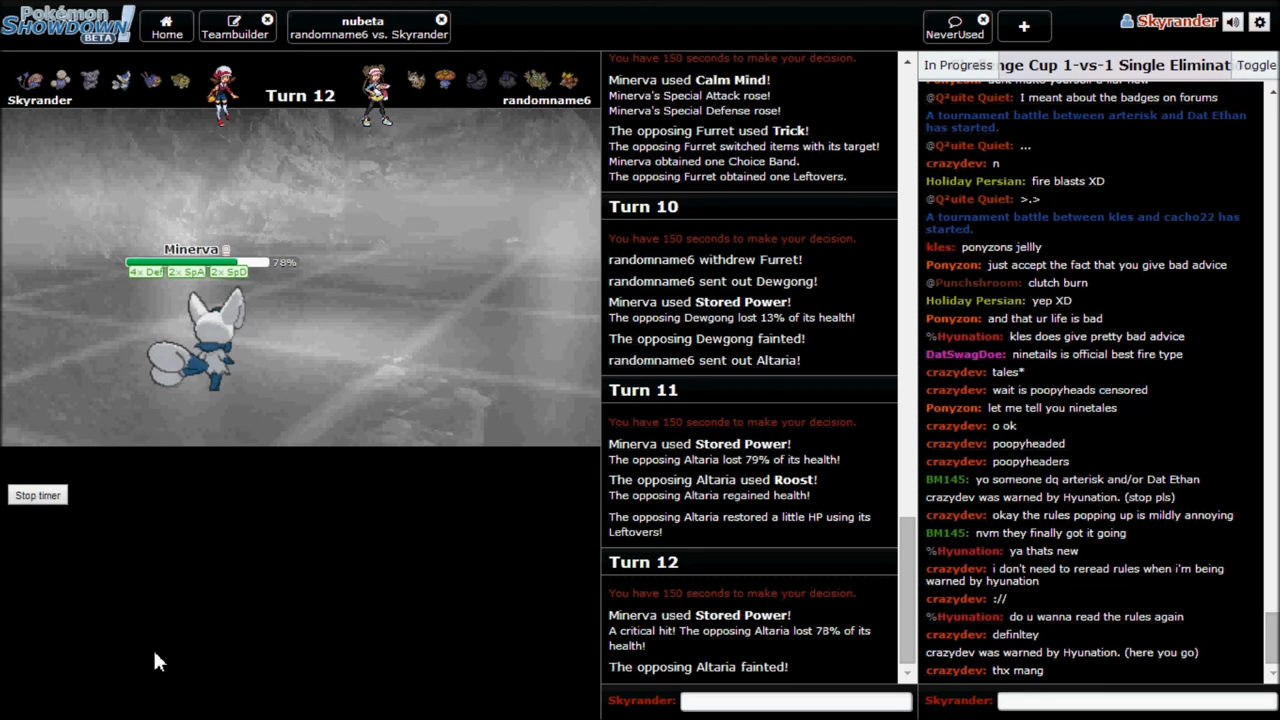 Pokémon
SHOWDOWN!
BETA
Home
Teambuilder
nubeta
randomname6 vs. Skyrander
NeverUsed
+
Skyrander
Skyrander
Turn 12
randomname6
Minerva
78%
4× Def 2× SpA 2× SpD
Stop timer
You have 150 seconds to make your decision.
Minerva used Calm Mind!
Minerva's Special Attack rose!
Minerva's Special Defense rose!
The opposing Furret used Trick!
The opposing Furret switched items with its target!
Minerva obtained one Choice Band.
The opposing Furret obtained one Leftovers.
Turn 10
You have 150 seconds to make your decision.
randomname6 withdrew Furret!
randomname6 sent out Dewgong!
Minerva used Stored Power!
The opposing Dewgong lost 13% of its health!
The opposing Dewgong fainted!
randomname6 sent out Altaria!
Turn 11
You have 150 seconds to make your decision.
Minerva used Stored Power!
The opposing Altaria lost 79% of its health!
The opposing Altaria used Roost!
The opposing Altaria regained health!
The opposing Altaria restored a little HP using its
Leftovers!
Turn 12
You have 150 seconds to make your decision.
Minerva used Stored Power!
A critical hit! The opposing Altaria lost 78% of its
health!
The opposing Altaria fainted!
Skyrander:
In Progress
nge Cup 1-vs-1 Single Eliminat
Toggle
@Q²uite Quiet: I meant about the badges on forums
A tournament battle between arterisk and Dat Ethan
has started.
@Q²uite Quiet: ...
crazydev: n
Holiday Persian: fire blasts XD
@Q²uite Quiet: >.>
A tournament battle between kles and cacho22 has
started.
kles: ponyzons jellly
Ponyzon: just accept the fact that you give bad advice
@Punchshroom: clutch burn
Holiday Persian: yep XD
Ponyzon: and that ur life is bad
%Hyunation: kles does give pretty bad advice
DatSwagDoe: ninetails is official best fire type
crazydev: tales*
crazydev: wait is poopyheads censored
Ponyzon: let me tell you ninetales
crazydev: o ok
crazydev: poopyheaded
crazydev: poopyheaders
BM145: yo someone dq arterisk and/or Dat Ethan
crazydev was warned by Hyunation. (stop pls)
crazydev: okay the rules popping up is mildly annoying
BM145: nvm they finally got it going
%Hyunation: ya thats new
crazydev: i don't need to reread rules when i'm being
warned by hyunation
crazydev: ://
%Hyunation: do u wanna read the rules again
crazydev: definltey
crazydev was warned by Hyunation. (here you go)
crazydev: thx mang
Skyrander: